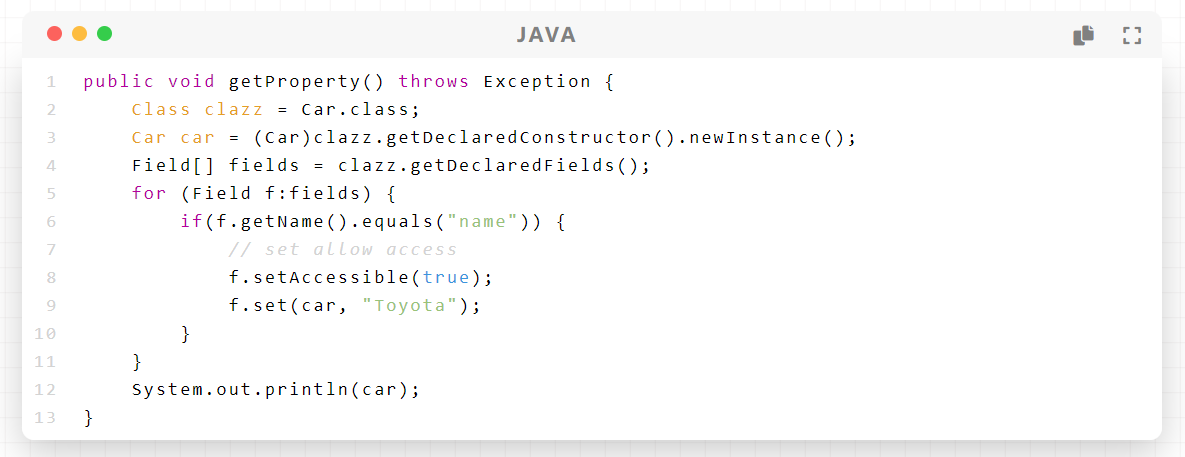 JAVA
1 public void getProperty() throws Exception {
2     Class clazz = Car.class;
3     Car car = (Car)clazz.getDeclaredConstructor().newInstance();
4     Field[] fields = clazz.getDeclaredFields();
5     for (Field f:fields) {
6         if(f.getName().equals("name")) {
7             // set allow access
8             f.setAccessible(true);
9             f.set(car, "Toyota");
10         }
11     }
12     System.out.println(car);
13 }